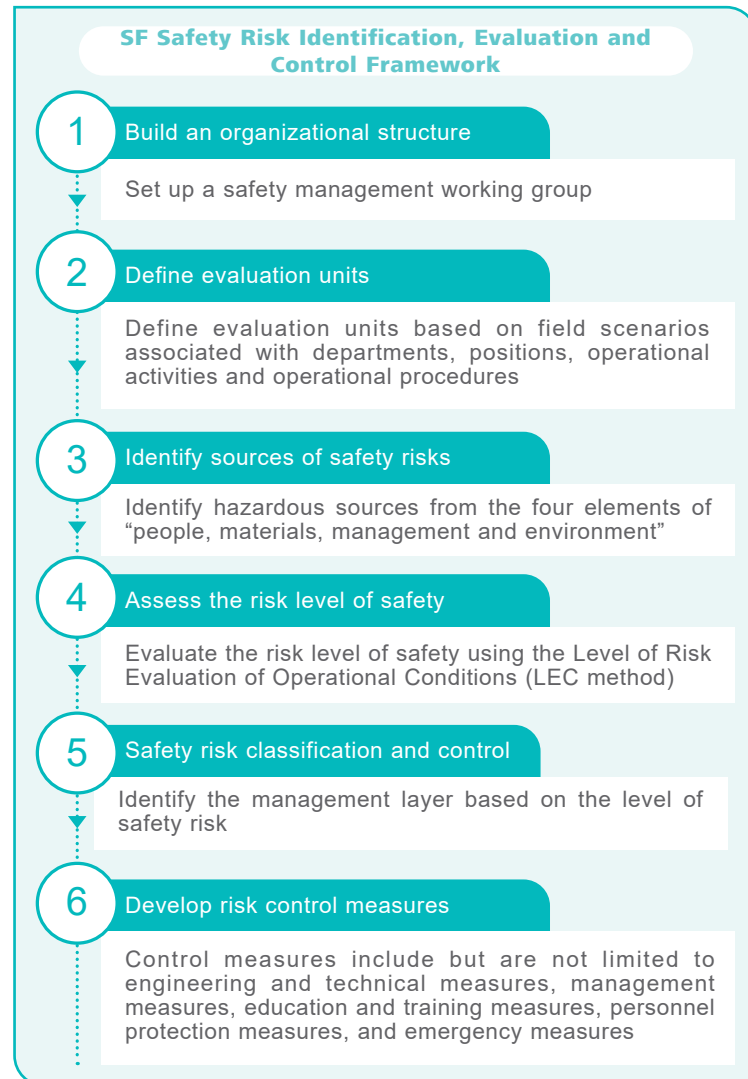 SF Safety Risk Identification, Evaluation and
Control Framework
1
Build an organizational structure
Set up a safety management working group
2
Define evaluation units
Define evaluation units based on field scenarios
associated with departments, positions, operational
activities and operational procedures
3
Identify sources of safety risks
Identify hazardous sources from the four elements of
“people, materials, management and environment”
4
Assess the risk level of safety
Evaluate the risk level of safety using the Level of Risk
Evaluation of Operational Conditions (LEC method)
5
Safety risk classification and control
Identify the management layer based on the level of
safety risk
6
Develop risk control measures
Control measures include but are not limited to
engineering and technical measures, management
measures, education and training measures, personnel
protection measures, and emergency measures